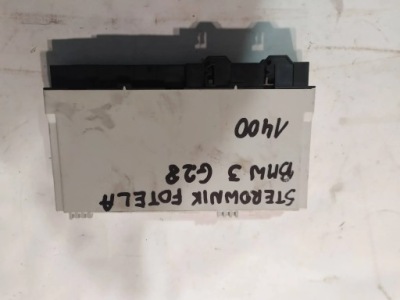 STEROWNIK FOTELA
BMW 3 G28
1400